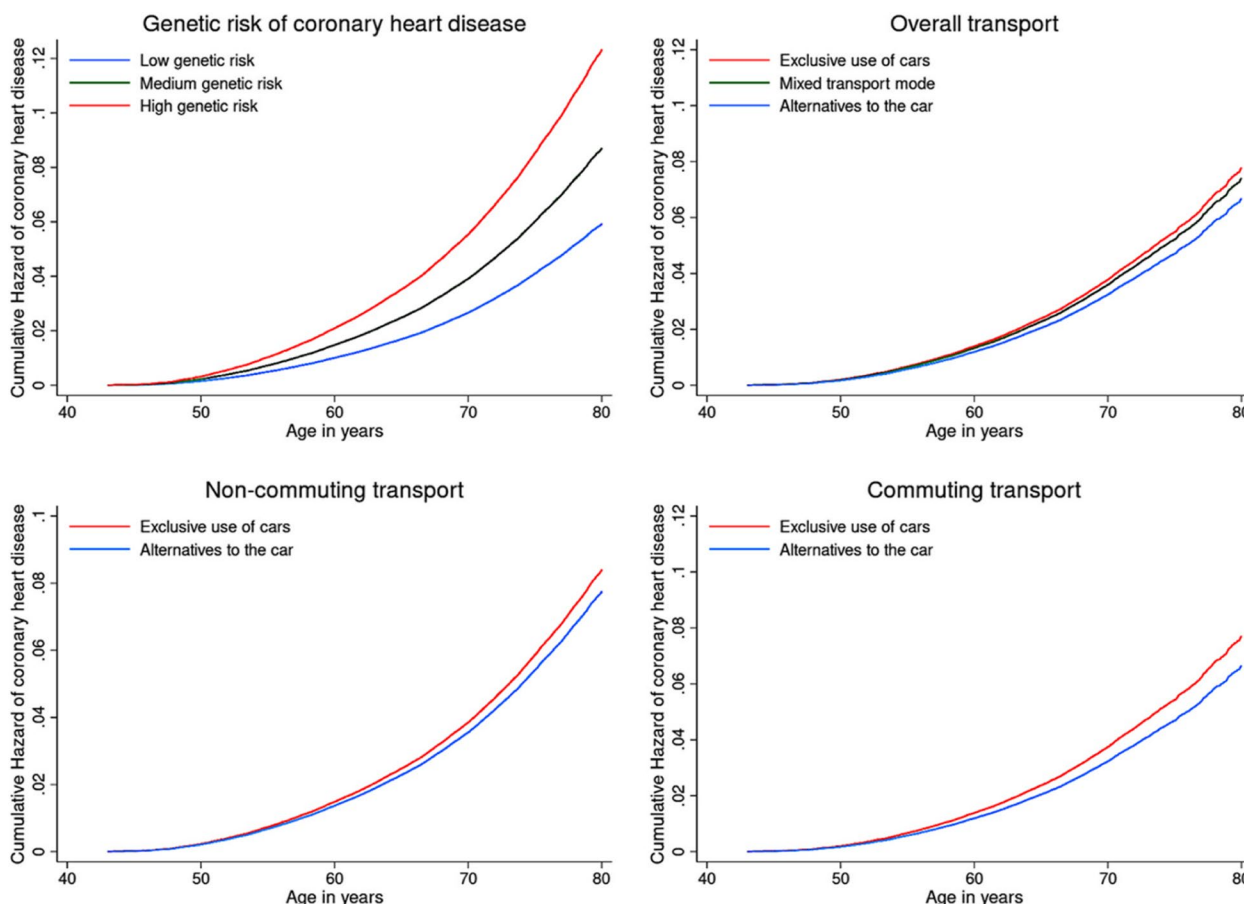 Genetic risk of coronary heart disease
Cumulative Hazard of coronary heart disease
.12
.1
.08
.06
.04
.02
0
Low genetic risk
Medium genetic risk
High genetic risk
40 50 60 70 80
Age in years
Overall transport
Cumulative Hazard of coronary heart disease
.12
.1
.08
.06
.04
.02
0
Exclusive use of cars
Mixed transport mode
Alternatives to the car
40 50 60 70 80
Age in years
Non-commuting transport
Cumulative Hazard of coronary heart disease
.1
.08
.06
.04
.02
0
Exclusive use of cars
Alternatives to the car
40 50 60 70 80
Age in years
Commuting transport
Cumulative Hazard of coronary heart disease
.12
.1
.08
.06
.04
.02
0
Exclusive use of cars
Alternatives to the car
40 50 60 70 80
Age in years